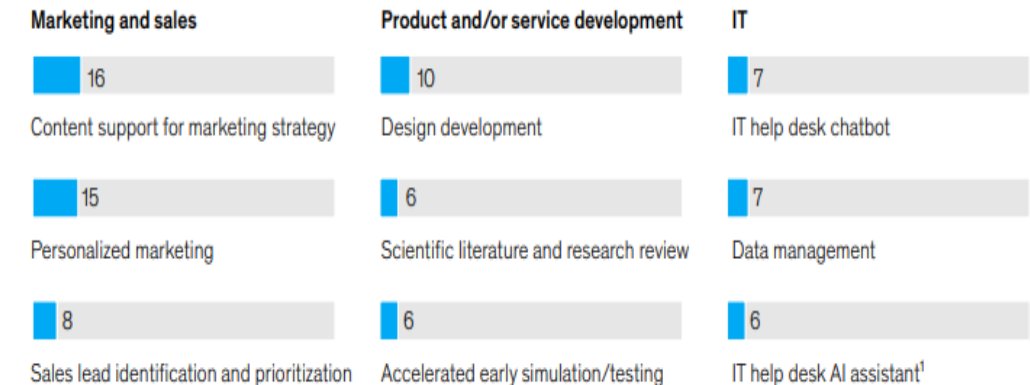 Marketing and sales
16
Content support for marketing strategy
15
Personalized marketing
8
Sales lead identification and prioritization
Product and/or service development
10
Design development
6
Scientific literature and research review
6
Accelerated early simulation/testing
IT
7
IT help desk chatbot
7
Data management
6
IT help desk AI assistant¹